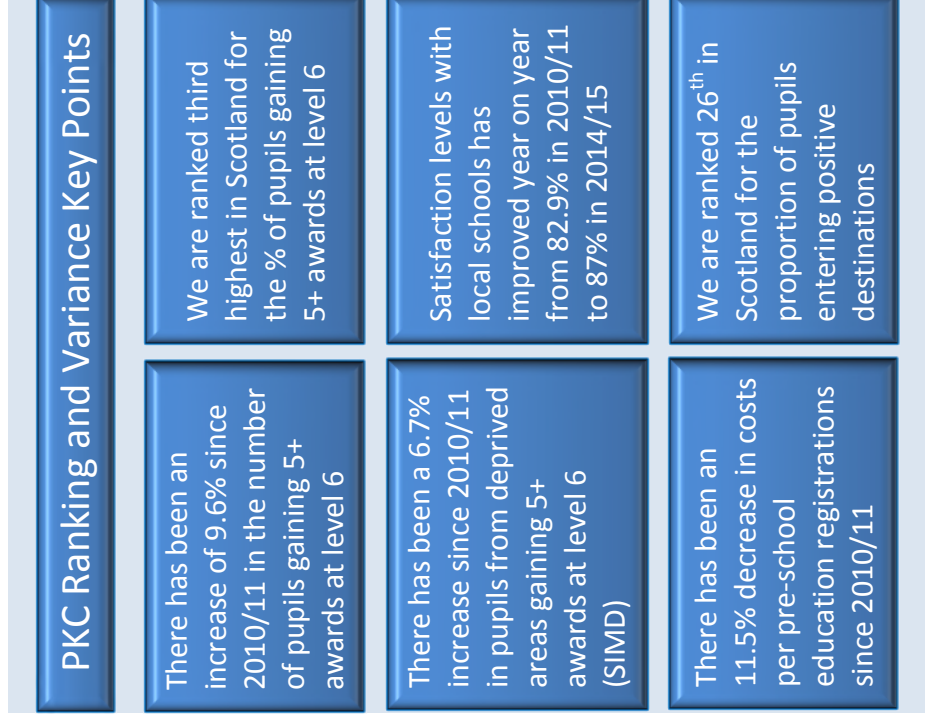 PKC Ranking and Variance Key Points
There has been an
increase of 9.6% since
2010/11 in the number
of pupils gaining 5+
awards at level 6
We are ranked third
highest in Scotland for
the % of pupils gaining
5+ awards at level 6
There has been a 6.7%
increase since 2010/11
in pupils from deprived
areas gaining 5+
awards at level 6
(SIMD)
Satisfaction levels with
local schools has
improved year on year
from 82.9% in 2010/11
to 87% in 2014/15
There has been an
11.5% decrease in costs
per pre-school
education registrations
since 2010/11
We are ranked 26th in
Scotland for the
proportion of pupils
entering positive
destinations